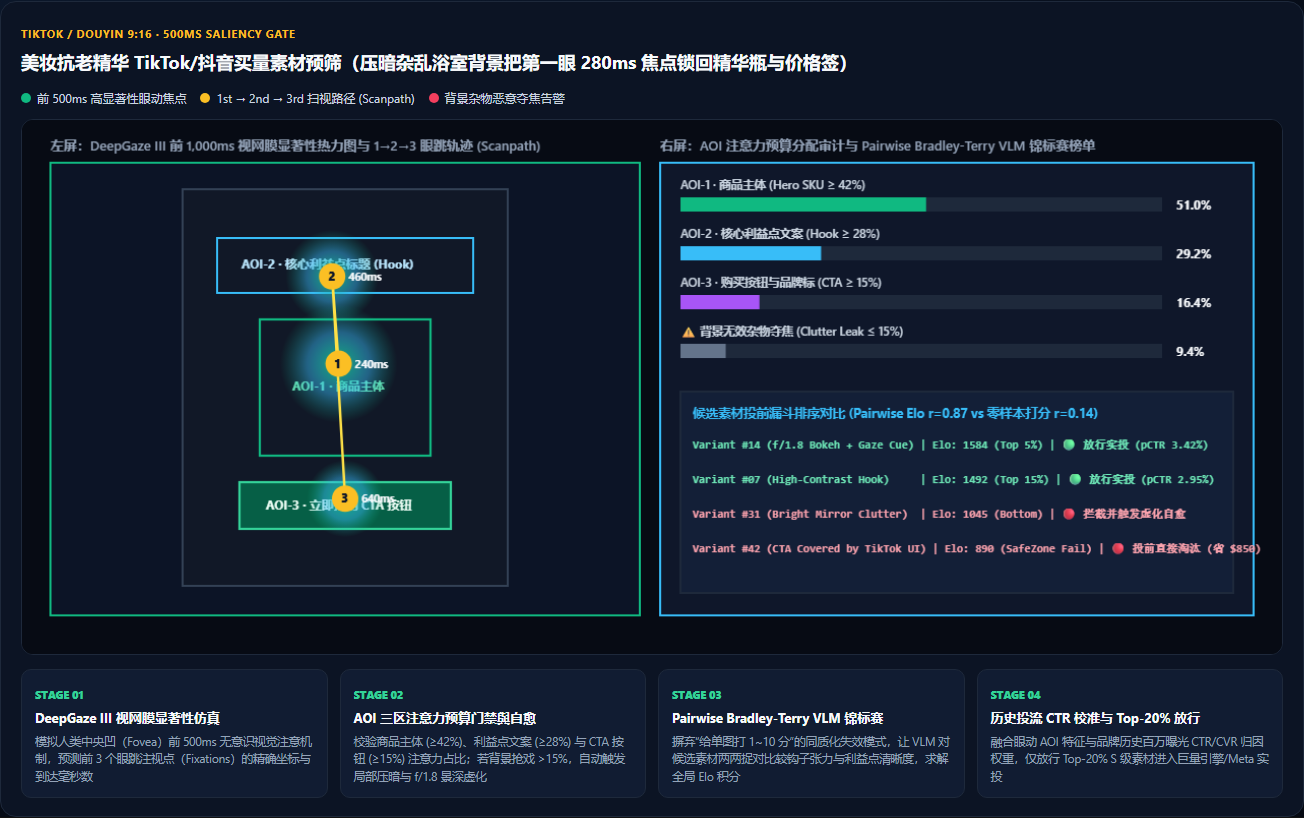 TIKTOK / DOUYIN 9:16 · 500MS SALIENCY GATE
美妆抗老精华 TikTok/抖音买量素材预筛（压暗杂乱浴室背景把第一眼 280ms 焦点锁回精华瓶与价格签）
前 500ms 高显著性眼动焦点
1st → 2nd → 3rd 扫视路径 (Scanpath)
背景杂物恶意夺焦告警
左屏：DeepGaze III 前 1,000ms 视网膜显著性热力图与 1→2→3 眼跳轨迹 (Scanpath)
AOI-2 · 核心利益点标题 (Hook)
2
460ms
1
240ms
AOI-1 · 商品主体
3
640ms
AOI-3 · 立即 CTA 按钮
右屏：AOI 注意力预算分配审计与 Pairwise Bradley-Terry VLM 锦标赛榜单
AOI-1 · 商品主体 (Hero SKU ≥ 42%)
51.0%
AOI-2 · 核心利益点文案 (Hook ≥ 28%)
29.2%
AOI-3 · 购买按钮与品牌标 (CTA ≥ 15%)
16.4%
⚠️ 背景无效杂物夺焦 (Clutter Leak ≤ 15%)
9.4%
候选素材投前漏斗排序对比 (Pairwise Elo r=0.87 vs 零样本打分 r=0.14)
Variant #14 (f/1.8 Bokeh + Gaze Cue) | Elo: 1584 (Top 5%) | 🟢 放行实投 (pCTR 3.42%)
Variant #07 (High-Contrast Hook) | Elo: 1492 (Top 15%) | 🟢 放行实投 (pCTR 2.95%)
Variant #31 (Bright Mirror Clutter) | Elo: 1045 (Bottom) | 🔴 拦截并触发虚化自愈
Variant #42 (CTA Covered by TikTok UI) | Elo: 890 (SafeZone Fail) | 🔴 投前直接淘汰 (省 $850)
STAGE 01
DeepGaze III 视网膜显著性仿真
模拟人类中央凹（Fovea）前 500ms 无意识视觉注意机
制，预测前 3 个眼跳注视点（Fixations）的精确坐标与
到达毫秒数
STAGE 02
AOI 三区注意力预算门禁与自愈
校验商品主体 (≥42%)、利益点文案 (≥28%) 与 CTA 按
钮 (≥15%) 注意力占比；若背景抢戏 >15%，自动触发
局部压暗与 f/1.8 景深虚化
STAGE 03
Pairwise Bradley-Terry VLM 锦标赛
摒弃“给单图打 1~10 分”的同质化失效模式，让 VLM 对
候选素材两两捉对比较钩子张力与利益点清晰度，求解
全局 Elo 积分
STAGE 04
历史投流 CTR 校准与 Top-20% 放行
融合眼动 AOI 特征与品牌历史百万曝光 CTR/CVR 归因
权重，仅放行 Top-20% S 级素材进入巨量引擎/Meta 实
投